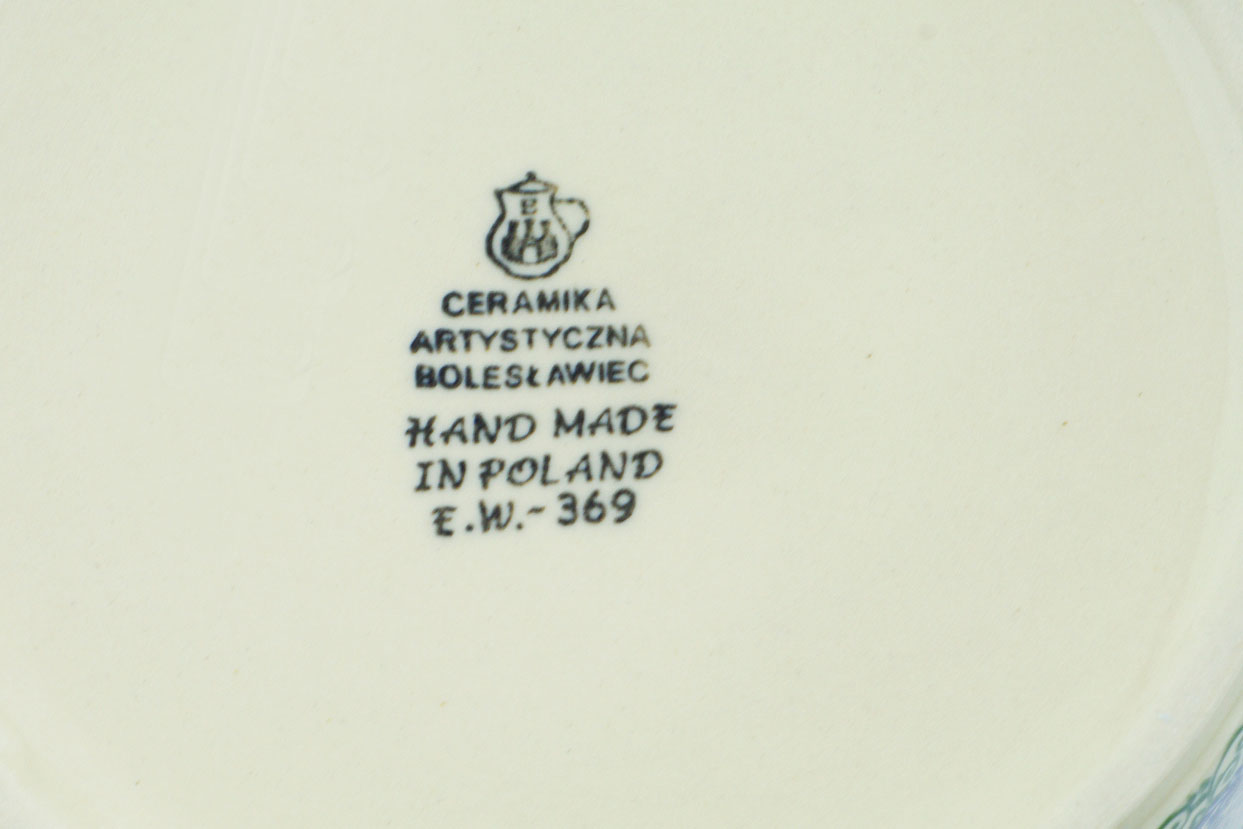 B
CERAMIKA
ARTYSTYCZNA
BOLESŁAWIEC
HAND MADE
IN POLAND
E.W.- 369